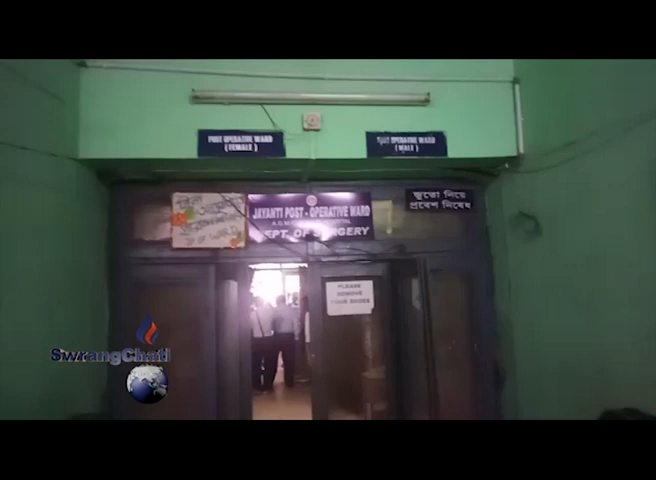 POST OPERATIVE WARD
( FEMALE )
POST OPERATIVE WARD
( MALE )
JAYANTI POST - OPERATIVE WARD
DEPT. OF SURGERY
জুতো নিয়ে
প্রবেশ নিষেধ
PLEASE
REMOVE
YOUR SHOES
SwrangChati